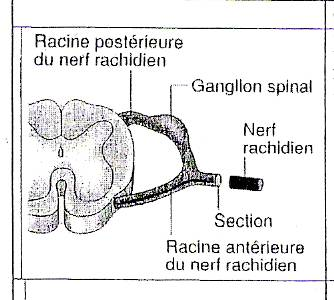 Racine postérieure
du nerf rachidien
Ganglion spinal
Nerf
rachidien
Section
Racine antérieure
du nerf rachidien